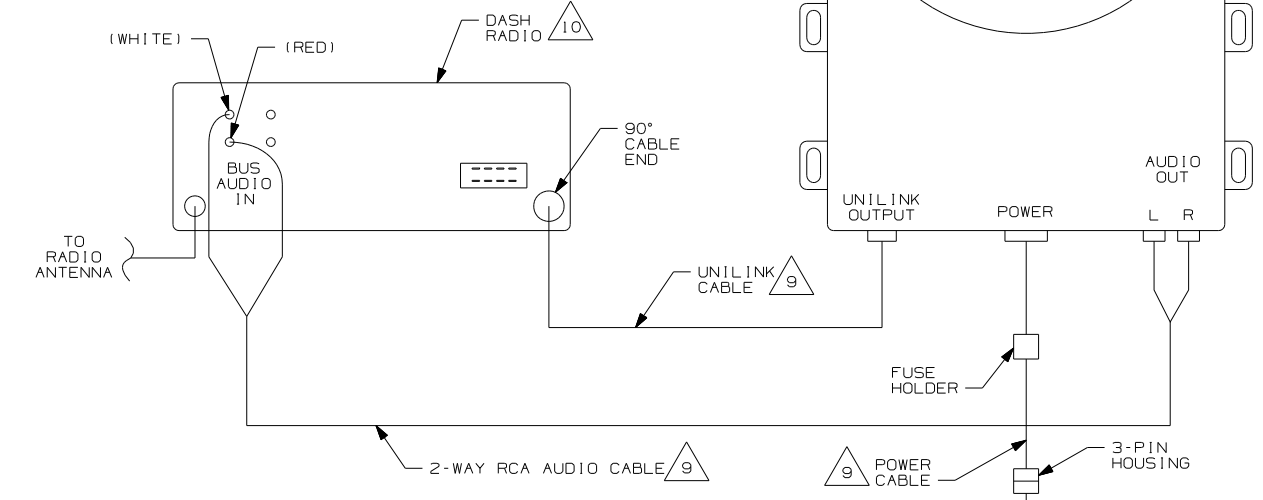 (WHITE)
(RED)
DASH
RADIO
10
90°
CABLE
END
BUS
AUDIO
IN
TO
RADIO
ANTENNA
AUDIO
OUT
UNILINK
OUTPUT
POWER
L R
UNILINK
CABLE
9
FUSE
HOLDER
2-WAY RCA AUDIO CABLE
9
9
POWER
CABLE
3-PIN
HOUSING